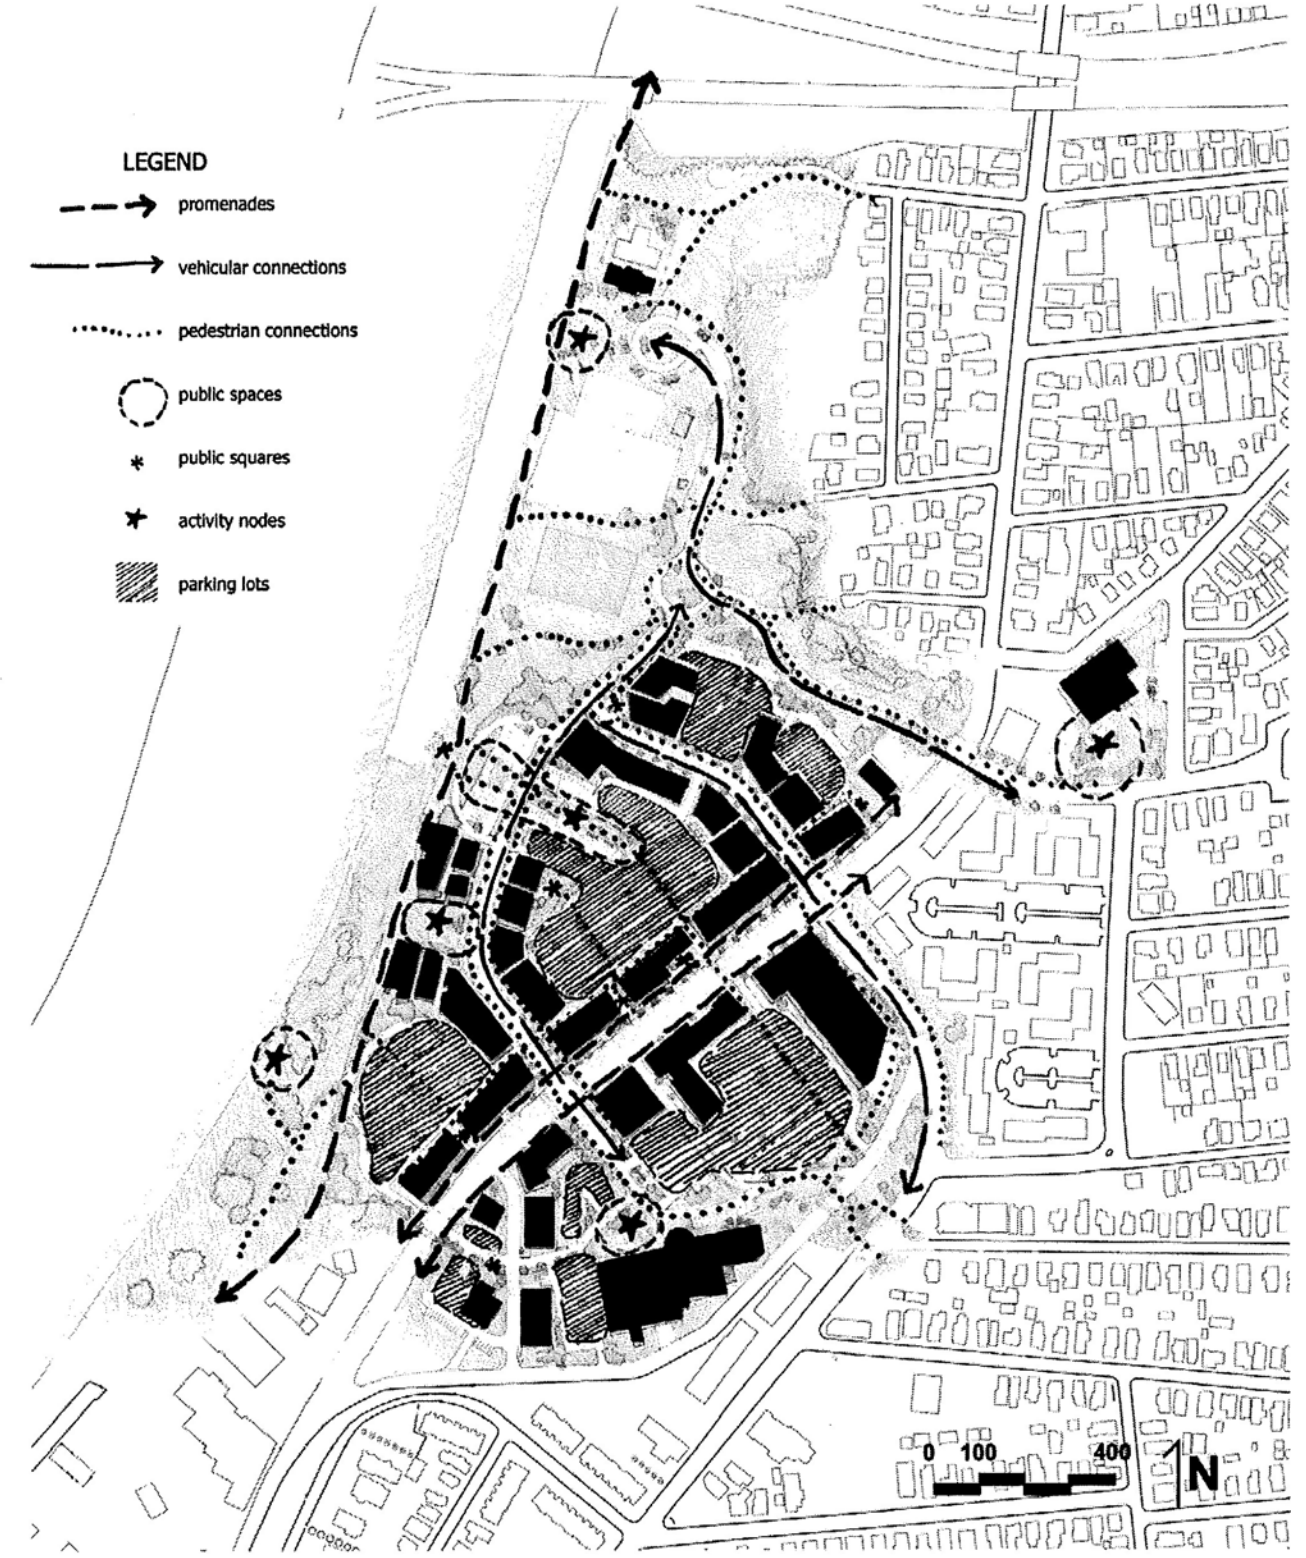 LEGEND
promenades
vehicular connections
pedestrian connections
public spaces
public squares
activity nodes
parking lots
0 100 400
N